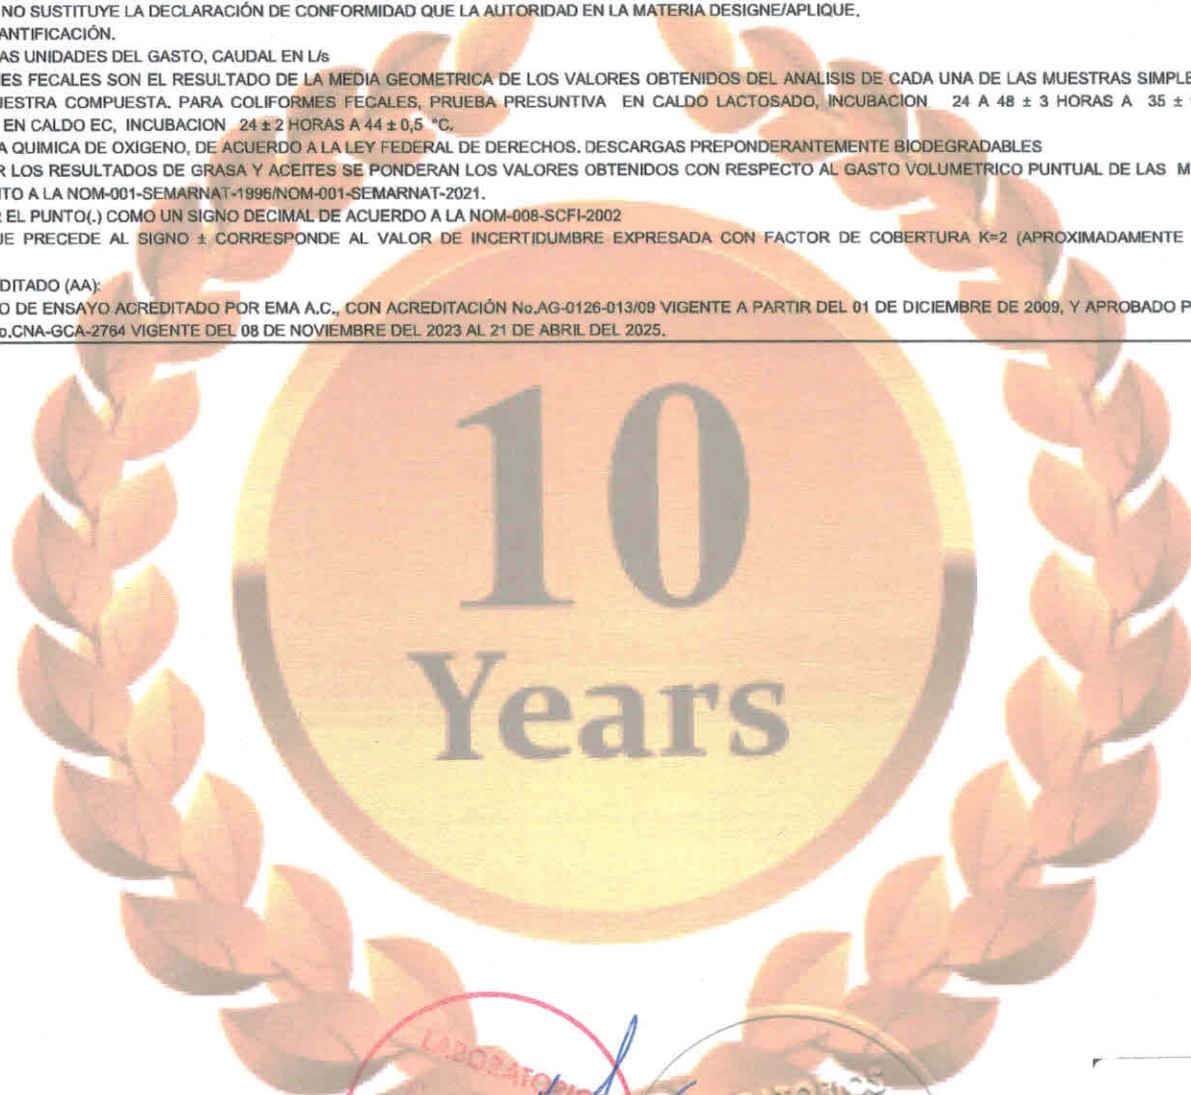 NO SUSTITUYE LA DECLARACIÓN DE CONFORMIDAD QUE LA AUTORIDAD EN LA MATERIA DESIGNE/APLIQUE.
ANTIFICACIÓN.
AS UNIDADES DEL GASTO, CAUDAL EN L/s
ES FECALES SON EL RESULTADO DE LA MEDIA GEOMETRICA DE LOS VALORES OBTENIDOS DEL ANALISIS DE CADA UNA DE LAS MUESTRAS SIMPLE
UESTRA COMPUESTA. PARA COLIFORMES FECALES, PRUEBA PRESUNTIVA EN CALDO LACTOSADO, INCUBACION 24 A 48 ± 3 HORAS A 35 ±
EN CALDO EC, INCUBACION 24 ± 2 HORAS A 44 ± 0,5 °C.
A QUIMICA DE OXIGENO, DE ACUERDO A LA LEY FEDERAL DE DERECHOS. DESCARGAS PREPONDERANTEMENTE BIODEGRADABLES
R LOS RESULTADOS DE GRASA Y ACEITES SE PONDERAN LOS VALORES OBTENIDOS CON RESPECTO AL GASTO VOLUMETRICO PUNTUAL DE LAS M
TO A LA NOM-001-SEMARNAT-1996/NOM-001-SEMARNAT-2021.
R EL PUNTO(.) COMO UN SIGNO DECIMAL DE ACUERDO A LA NOM-008-SCFI-2002
UE PRECEDE AL SIGNO ± CORRESPONDE AL VALOR DE INCERTIDUMBRE EXPRESADA CON FACTOR DE COBERTURA K=2 (APROXIMADAMENTE
DITADO (AA):
O DE ENSAYO ACREDITADO POR EMA A.C., CON ACREDITACIÓN No.AG-0126-013/09 VIGENTE A PARTIR DEL 01 DE DICIEMBRE DE 2009, Y APROBADO P
o.CNA-GCA-2764 VIGENTE DEL 08 DE NOVIEMBRE DEL 2023 AL 21 DE ABRIL DEL 2025.
10
Years
LABORATORIO